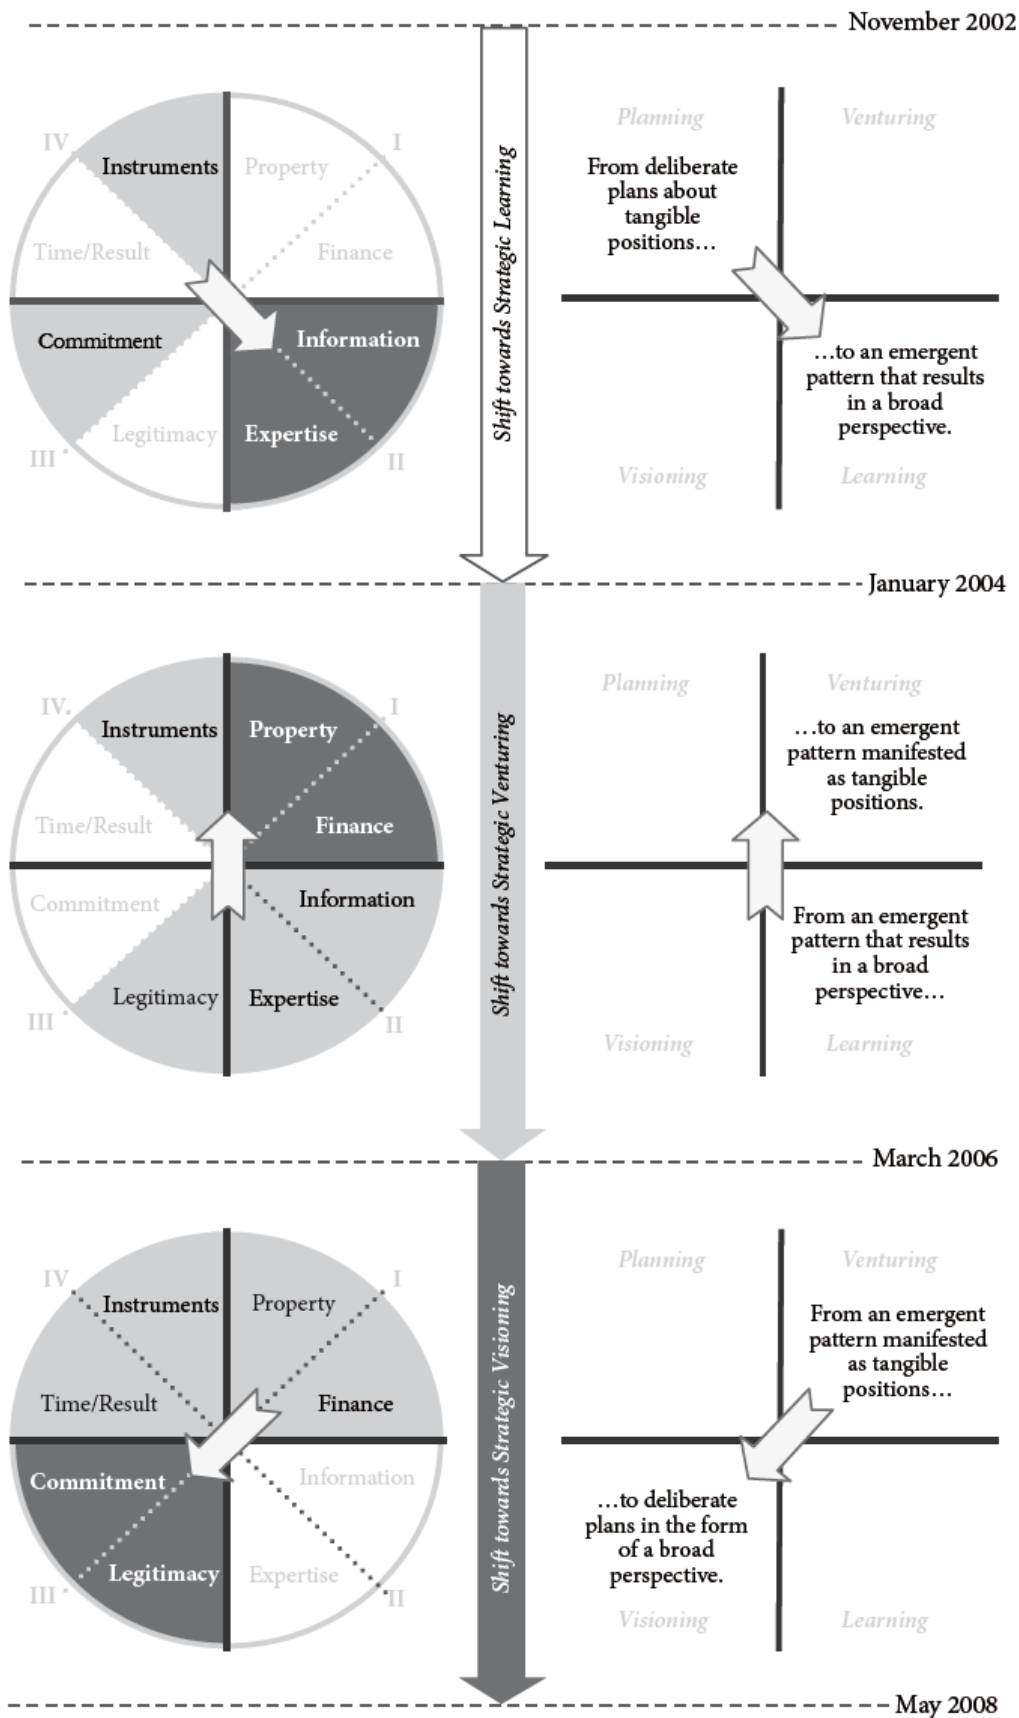 November 2002
IV
Instruments
Property
I
Time/Result
Finance
Commitment
Information
Legitimacy
Expertise
III
II
Shift towards Strategic Learning
Planning
Venturing
From deliberate
plans about
tangible
positions…
…to an emergent
pattern that results
in a broad
perspective.
Visioning
Learning
January 2004
IV.
Instruments
Property
I
Time/Result
Finance
Commitment
Information
Legitimacy
Expertise
III
II
Shift towards Strategic Venturing
Planning
Venturing
…to an emergent
pattern manifested
as tangible
positions.
From an emergent
pattern that results
in a broad
perspective…
Visioning
Learning
March 2006
IV
Instruments
Property
I
Time/Result
Finance
Commitment
Information
Legitimacy
Expertise
III
II
Shift towards Strategic Visioning
Planning
Venturing
From an emergent
pattern manifested
as tangible
positions…
…to deliberate
plans in the form
of a broad
perspective.
Visioning
Learning
May 2008